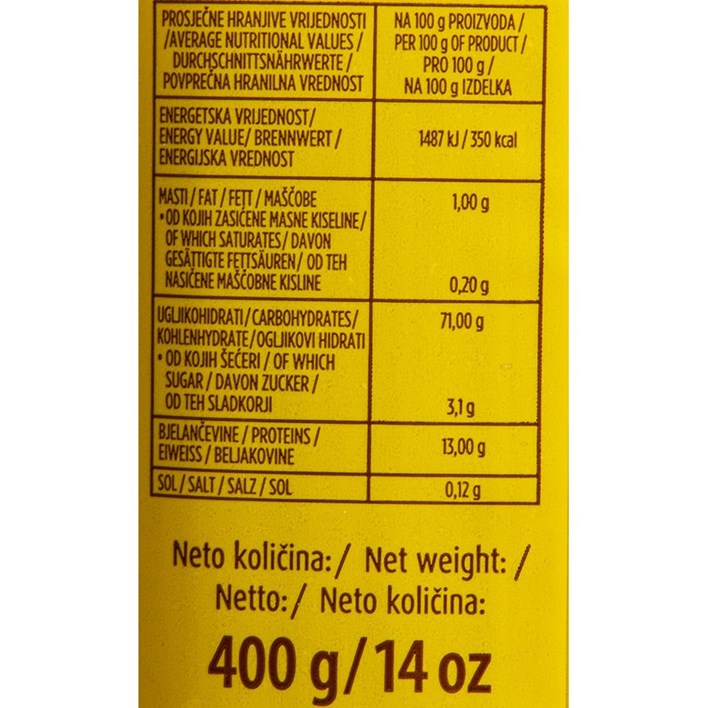 PROSJEČNE HRANJIVE VRIJEDNOSTI
/AVERAGE NUTRITIONAL VALUES /
DURCHSCHNITTSNÄHRWERTE /
POVPREČNA HRANILNA VREDNOST
NA 100 g PROIZVODA /
PER 100 g OF PRODUCT /
PRO 100 g /
NA 100 g IZDELKA
ENERGETSKA VRIJEDNOST/
ENERGY VALUE/ BRENNWERT /
ENERGIJSKA VREDNOST
1487 kJ / 350 kcal
MASTI / FAT / FETT / MAŠČOBE
1,00 g
• OD KOJIH ZASIĆENE MASNE KISELINE/
OF WHICH SATURATES/ DAVON
GESÄTTIGTE FETTSÄUREN/ OD TEH
NASIČENE MAŠČOBNE KISLINE
0,20 g
UGLJIKOHIDRATI/CARBOHYDRATES/
71,00 g
KOHLENHYDRATE/OGLJIKOVI HIDRATI
• OD KOJIH ŠEĆERI / OF WHICH
SUGAR / DAVON ZUCKER /
OD TEH SLADKORJI
3,1 g
BJELANČEVINE / PROTEINS /
EIWEISS / BELJAKOVINE
13,00 g
SOL / SALT / SALZ / SOL
0,12 g
Neto količina: / Net weight: /
Netto: / Neto količina:
400 g/ 14 oz